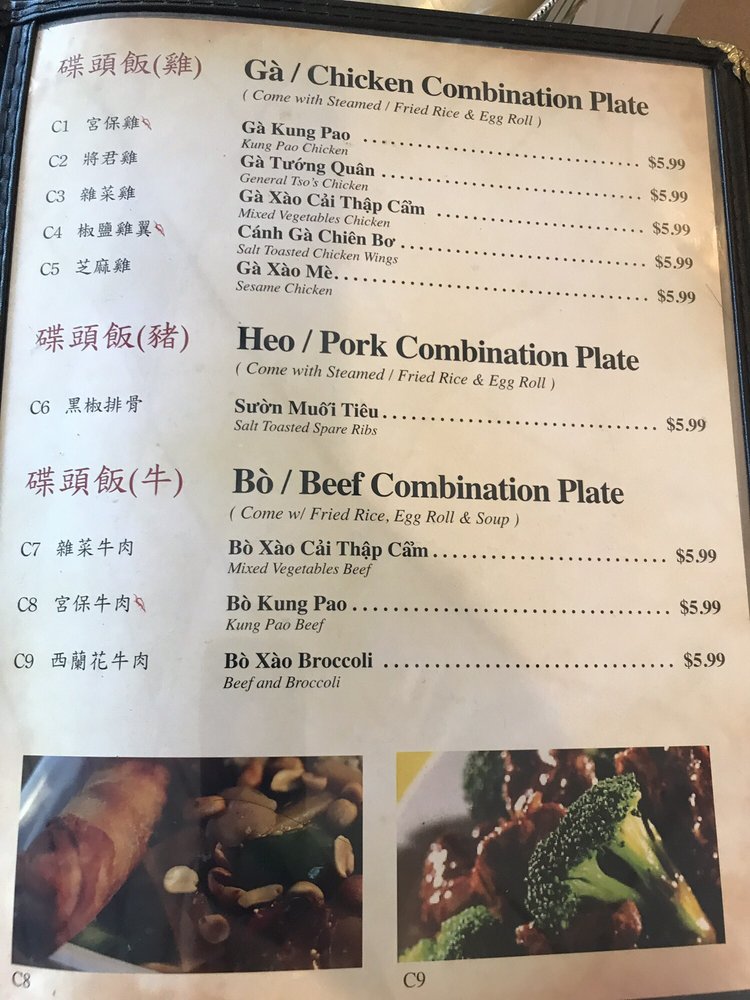 碟頭飯(雞) Gà / Chicken Combination Plate
( Come with Steamed / Fried Rice & Egg Roll )
C1 宮保雞 Gà Kung Pao $5.99
Kung Pao Chicken
C2 將君雞 Gà Tướng Quân $5.99
General Tso's Chicken
C3 雜菜雞 Gà Xào Cải Thập Cẩm $5.99
Mixed Vegetables Chicken
C4 椒鹽雞翼 Cánh Gà Chiên Bơ $5.99
Salt Toasted Chicken Wings
C5 芝麻雞 Gà Xào Mè $5.99
Sesame Chicken
碟頭飯(豬) Heo / Pork Combination Plate
( Come with Steamed / Fried Rice & Egg Roll )
C6 黑椒排骨 Sườn Muối Tiêu $5.99
Salt Toasted Spare Ribs
碟頭飯(牛) Bò / Beef Combination Plate
( Come w/ Fried Rice, Egg Roll & Soup )
C7 雜菜牛肉 Bò Xào Cải Thập Cẩm $5.99
Mixed Vegetables Beef
C8 宮保牛肉 Bò Kung Pao $5.99
Kung Pao Beef
C9 西蘭花牛肉 Bò Xào Broccoli $5.99
Beef and Broccoli
C8 C9